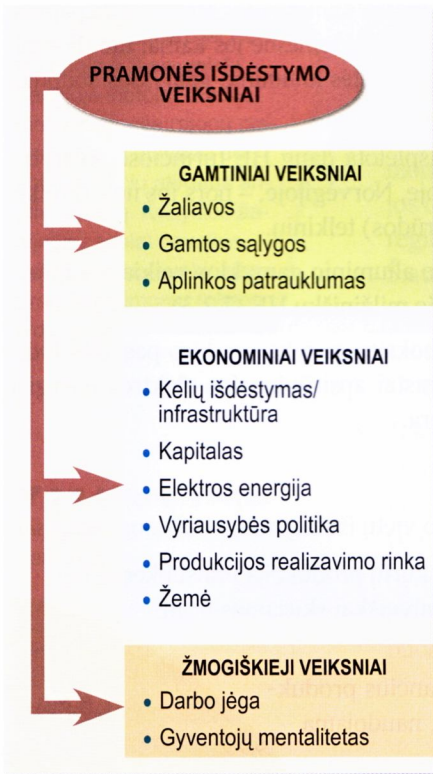 PRAMONĖS IŠDĖSTYMO
VEIKSNIAI
GAMTINIAI VEIKSNIAI
• Žaliavos
• Gamtos sąlygos
• Aplinkos patrauklumas
EKONOMINIAI VEIKSNIAI
• Kelių išdėstymas/
infrastruktūra
• Kapitalas
• Elektros energija
• Vyriausybės politika
• Produkcijos realizavimo rinka
• Žemė
ŽMOGIŠKIEJI VEIKSNIAI
• Darbo jėga
• Gyventojų mentalitetas